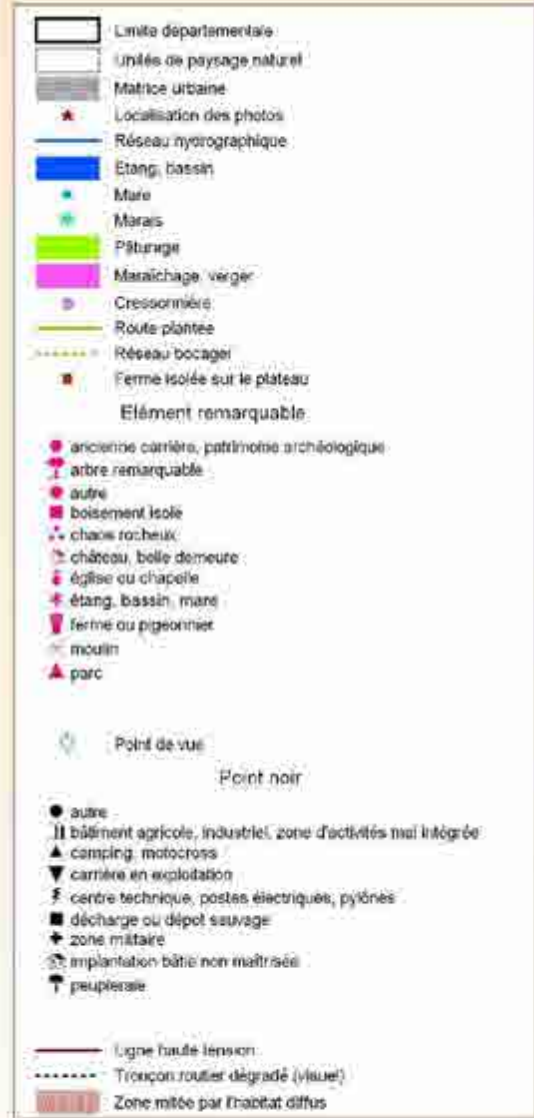 Limite départementale
Unités de paysage naturel
Matrice urbaine
Localisation des photos
Réseau hydrographique
Etang, bassin
Mare
Marais
Pâturage
Maraîchage, verger
Cressonnière
Route plantée
Réseau bocager
Ferme isolée sur le plateau
Elément remarquable
ancienne carrière, patrimoine archéologique
arbre remarquable
autre
boisement isolé
chaos rocheux
château, belle demeure
église ou chapelle
étang, bassin, mare
ferme ou pigeonnier
moulin
parc
Point de vue
Point noir
autre
bâtiment agricole, industriel, zone d'activités mal intégrée
camping, motocross
carrière en exploitation
centre technique, postes électriques, pylônes
décharge ou dépot sauvage
zone militaire
implantation bâtie non maîtrisée
peupleraie
Ligne haute tension
Tronçon routier dégradé (visuel)
Zone mitée par l'habitat diffus